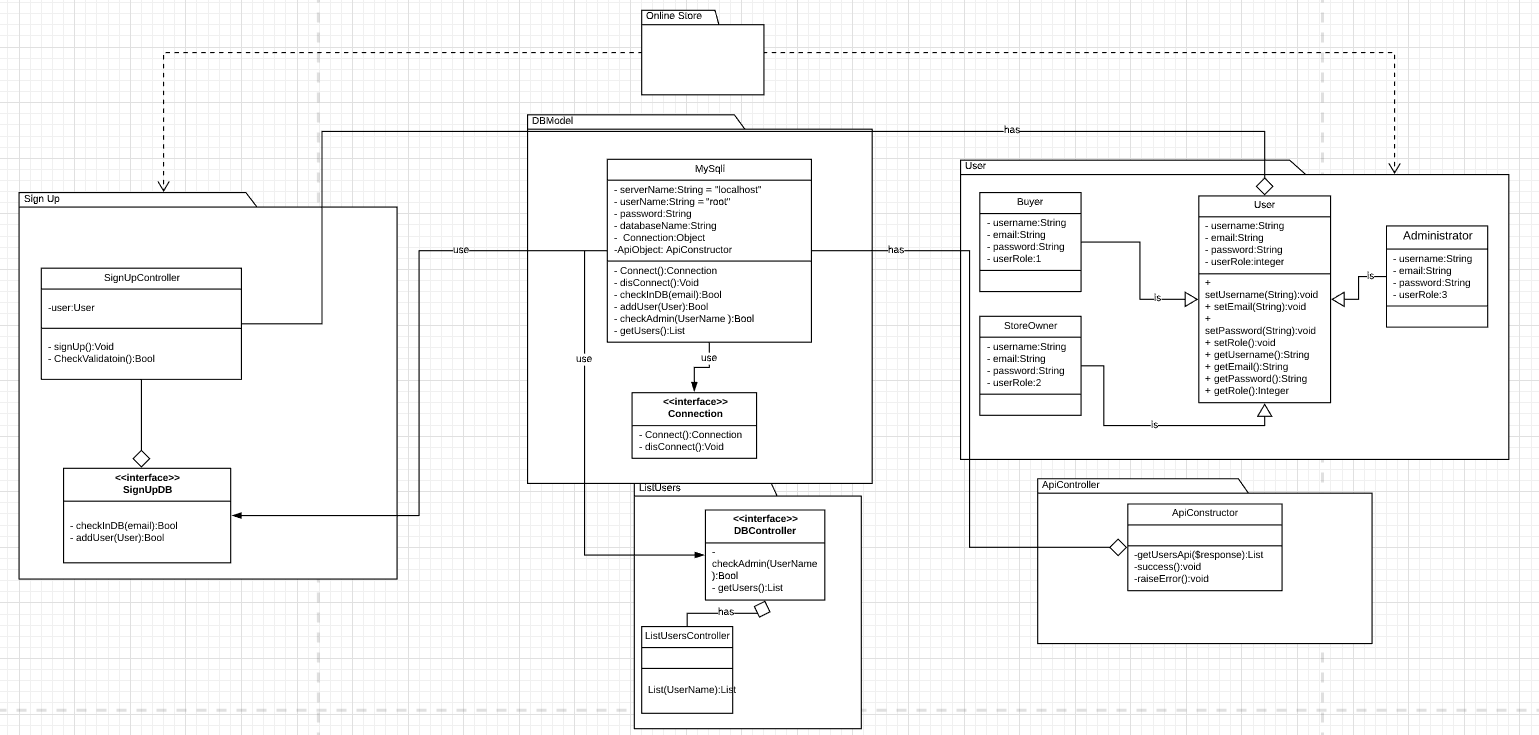 Online Store
DBModel
has
MySqli
- serverName:String = "localhost"
- userName:String = "root"
- password:String
- databaseName:String
-  Connection:Object
-ApiObject: ApiConstructor
- Connect():Connection
- disConnect():Void
- checkInDB(email):Bool
- addUser(User):Bool
- checkAdmin(UserName ):Bool
- getUsers():List
use
has
use
use
<<interface>>
Connection
- Connect():Connection
- disConnect():Void
Sign Up
SignUpController
-user:User
- signUp():Void
- CheckValidatoin():Bool
<<interface>>
SignUpDB
- checkInDB(email):Bool
- addUser(User):Bool
User
Buyer
- username:String
- email:String
- password:String
- userRole:1
is
StoreOwner
- username:String
- email:String
- password:String
- userRole:2
is
User
- username:String
- email:String
- password:String
- userRole:integer
+
setUsername(String):void
+ setEmail(String):void
+
setPassword(String):void
+ setRole():void
+ getUsername():String
+ getEmail():String
+ getPassword():String
+ getRole():Integer
is
Administrator
- username:String
- email:String
- password:String
- userRole:3
ListUsers
<<interface>>
DBController
-
checkAdmin(UserName
):Bool
- getUsers():List
has
ListUsersController
List(UserName):List
ApiController
ApiConstructor
-getUsersApi($response):List
-success():void
-raiseError():void